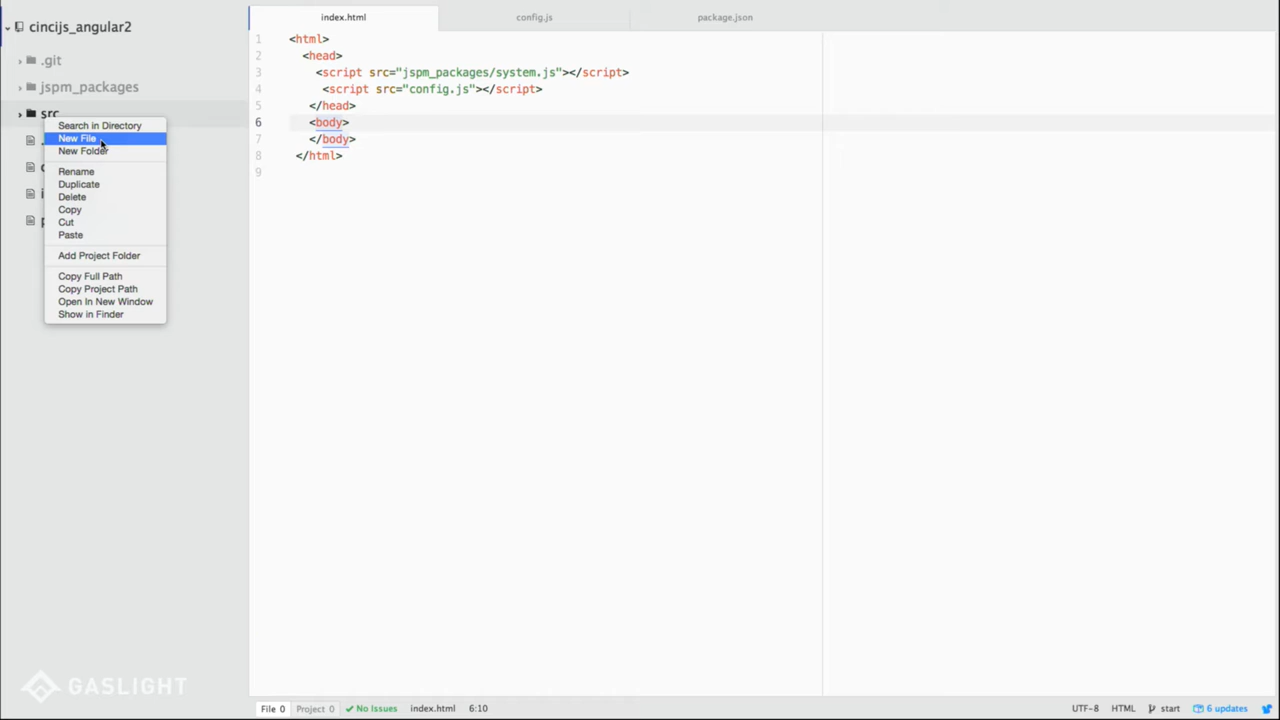 cincijs_angular2
.git
jspm_packages
src
Search in Directory
New File
New Folder
Rename
Duplicate
Delete
Copy
Cut
Paste
Add Project Folder
Copy Full Path
Copy Project Path
Open In New Window
Show in Finder
GASLIGHT
index.html
config.js
package.json
1 <html>
2 <head>
3 <script src="jspm_packages/system.js"></script>
4 <script src="config.js"></script>
5 </head>
6 <body>
7 </body>
8 </html>
9
File 0 Project 0 No Issues index.html 6:10 UTF-8 HTML start 6 updates